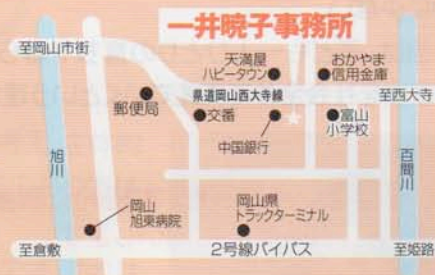 一井暁子事務所
至岡山市街
天満屋
ハピータウン
おかやま
信用金庫
県道岡山西大寺線
至西大寺
郵便局
交番
中国銀行
富山
小学校
旭川
百間川
岡山
旭東病院
岡山県
トラックターミナル
至倉敷
2号線バイパス
至姫路